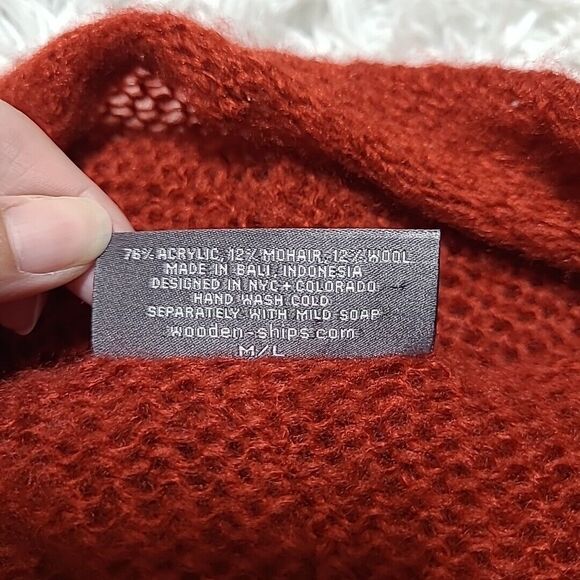 76% ACRYLIC, 12% MOHAIR, 12% WOOL
MADE IN BALI, INDONESIA
DESIGNED IN NYC + COLORADO
HAND WASH COLD
SEPARATELY WITH MILD SOAP
wooden-ships.com
M/L